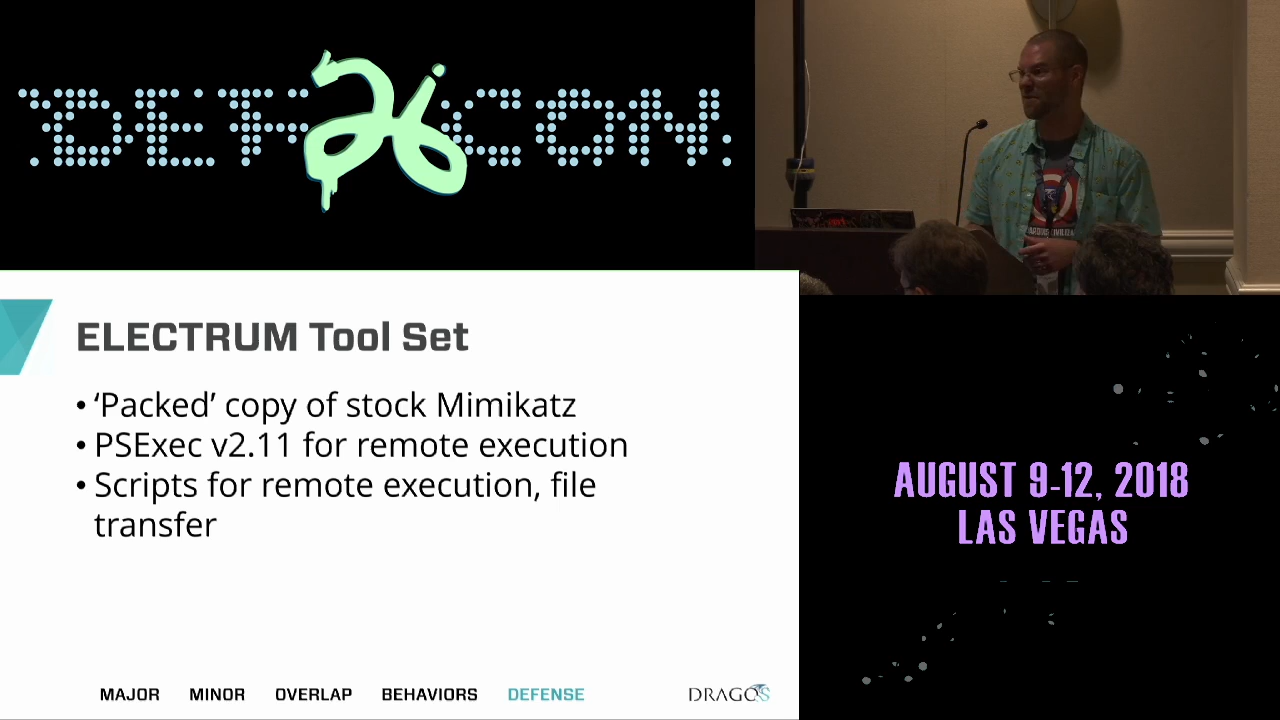 DEF 26 CON
ELECTRUM Tool Set
• ‘Packed’ copy of stock Mimikatz
• PSExec v2.11 for remote execution
• Scripts for remote execution, file
transfer
MAJOR MINOR OVERLAP BEHAVIORS DEFENSE
DRAGOS
AUGUST 9-12, 2018
LAS VEGAS